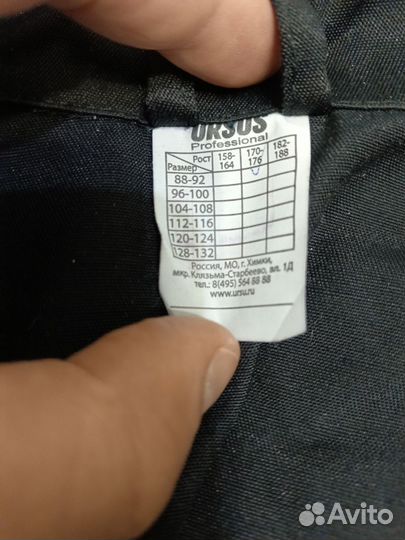 URSUS
Professional
Рост 158-164 170-176 182-188
Размер
88-92
96-100
104-108
112-116
120-124
128-132
Россия, МО, г. Химки,
мкр. Клязьма-Старбеево, вл. 1Д
тел.: 8(495) 564 88 88
www.ursu.ru
Avito